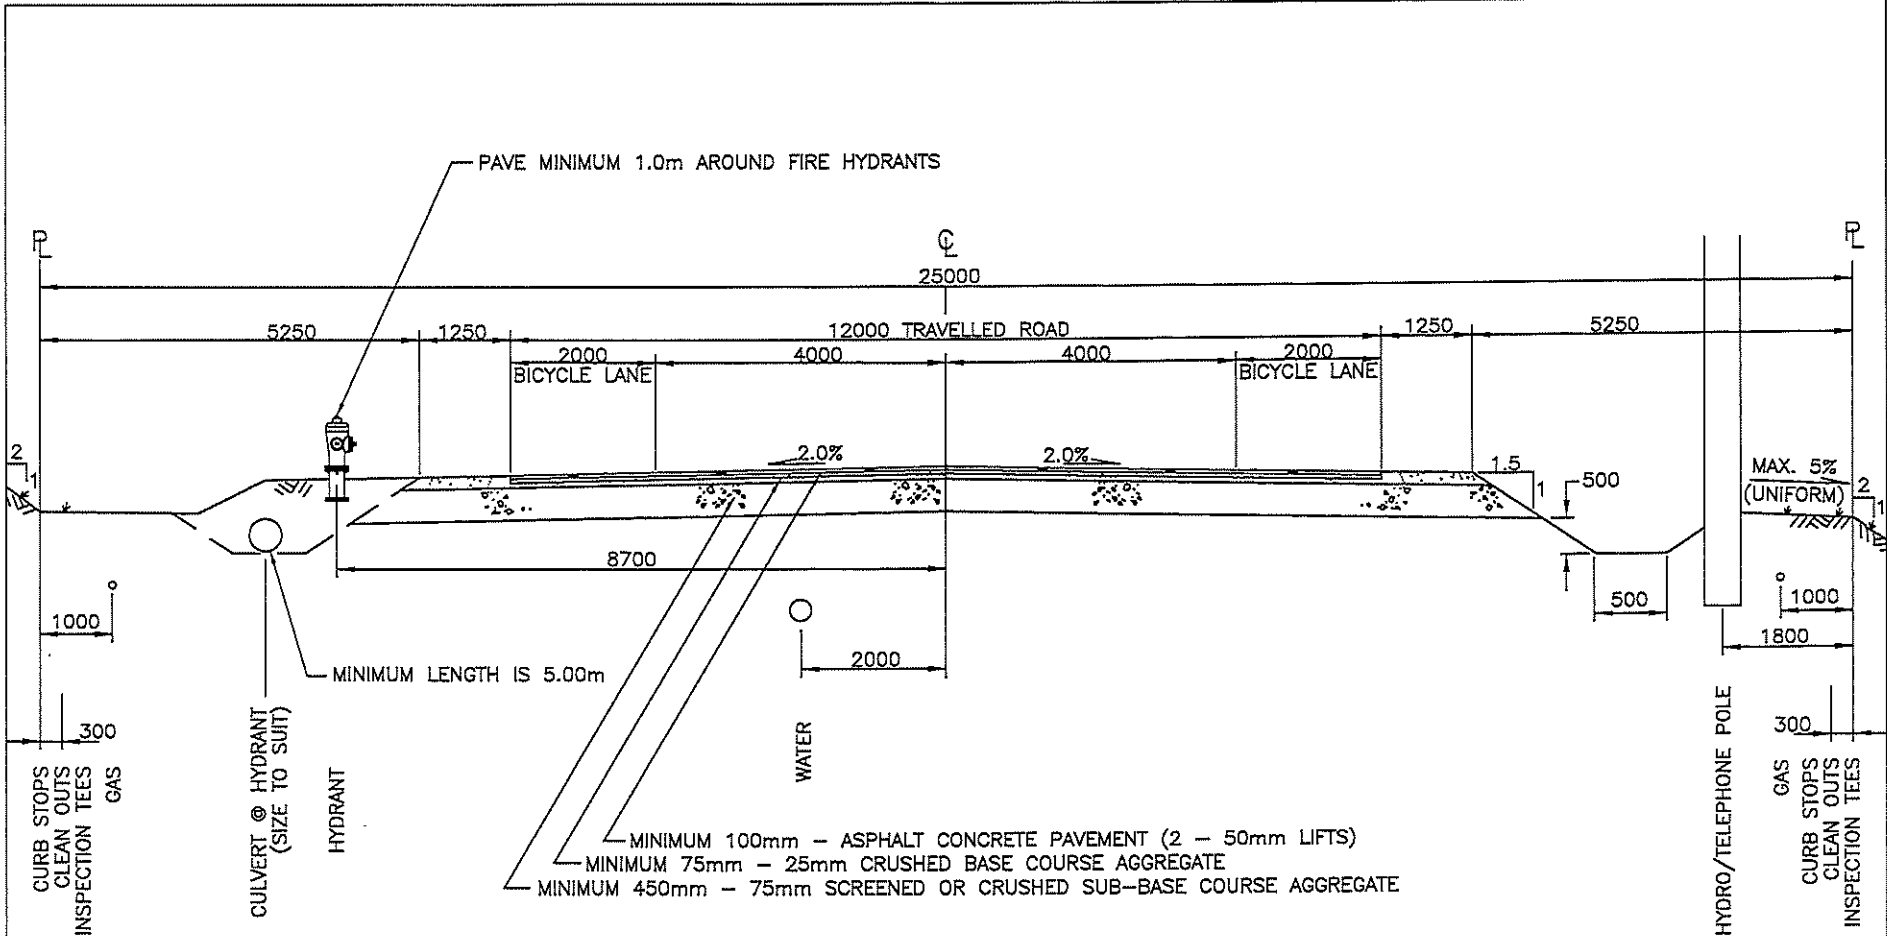 PAVE MINIMUM 1.0m AROUND FIRE HYDRANTS
PL
CL
PL
25000
5250
1250
12000 TRAVELLED ROAD
1250
5250
2000
4000
4000
2000
BICYCLE LANE
BICYCLE LANE
2
1
2.0%
2.0%
1.5
1
500
MAX. 5%
(UNIFORM)
2
1
8700
1000
500
1000
1800
2000
MINIMUM LENGTH IS 5.00m
300
300
CURB STOPS
CLEAN OUTS
INSPECTION TEES
GAS
CULVERT @ HYDRANT
(SIZE TO SUIT)
HYDRANT
WATER
HYDRO/TELEPHONE POLE
GAS
CURB STOPS
CLEAN OUTS
INSPECTION TEES
MINIMUM 100mm – ASPHALT CONCRETE PAVEMENT (2 – 50mm LIFTS)
MINIMUM 75mm – 25mm CRUSHED BASE COURSE AGGREGATE
MINIMUM 450mm – 75mm SCREENED OR CRUSHED SUB-BASE COURSE AGGREGATE